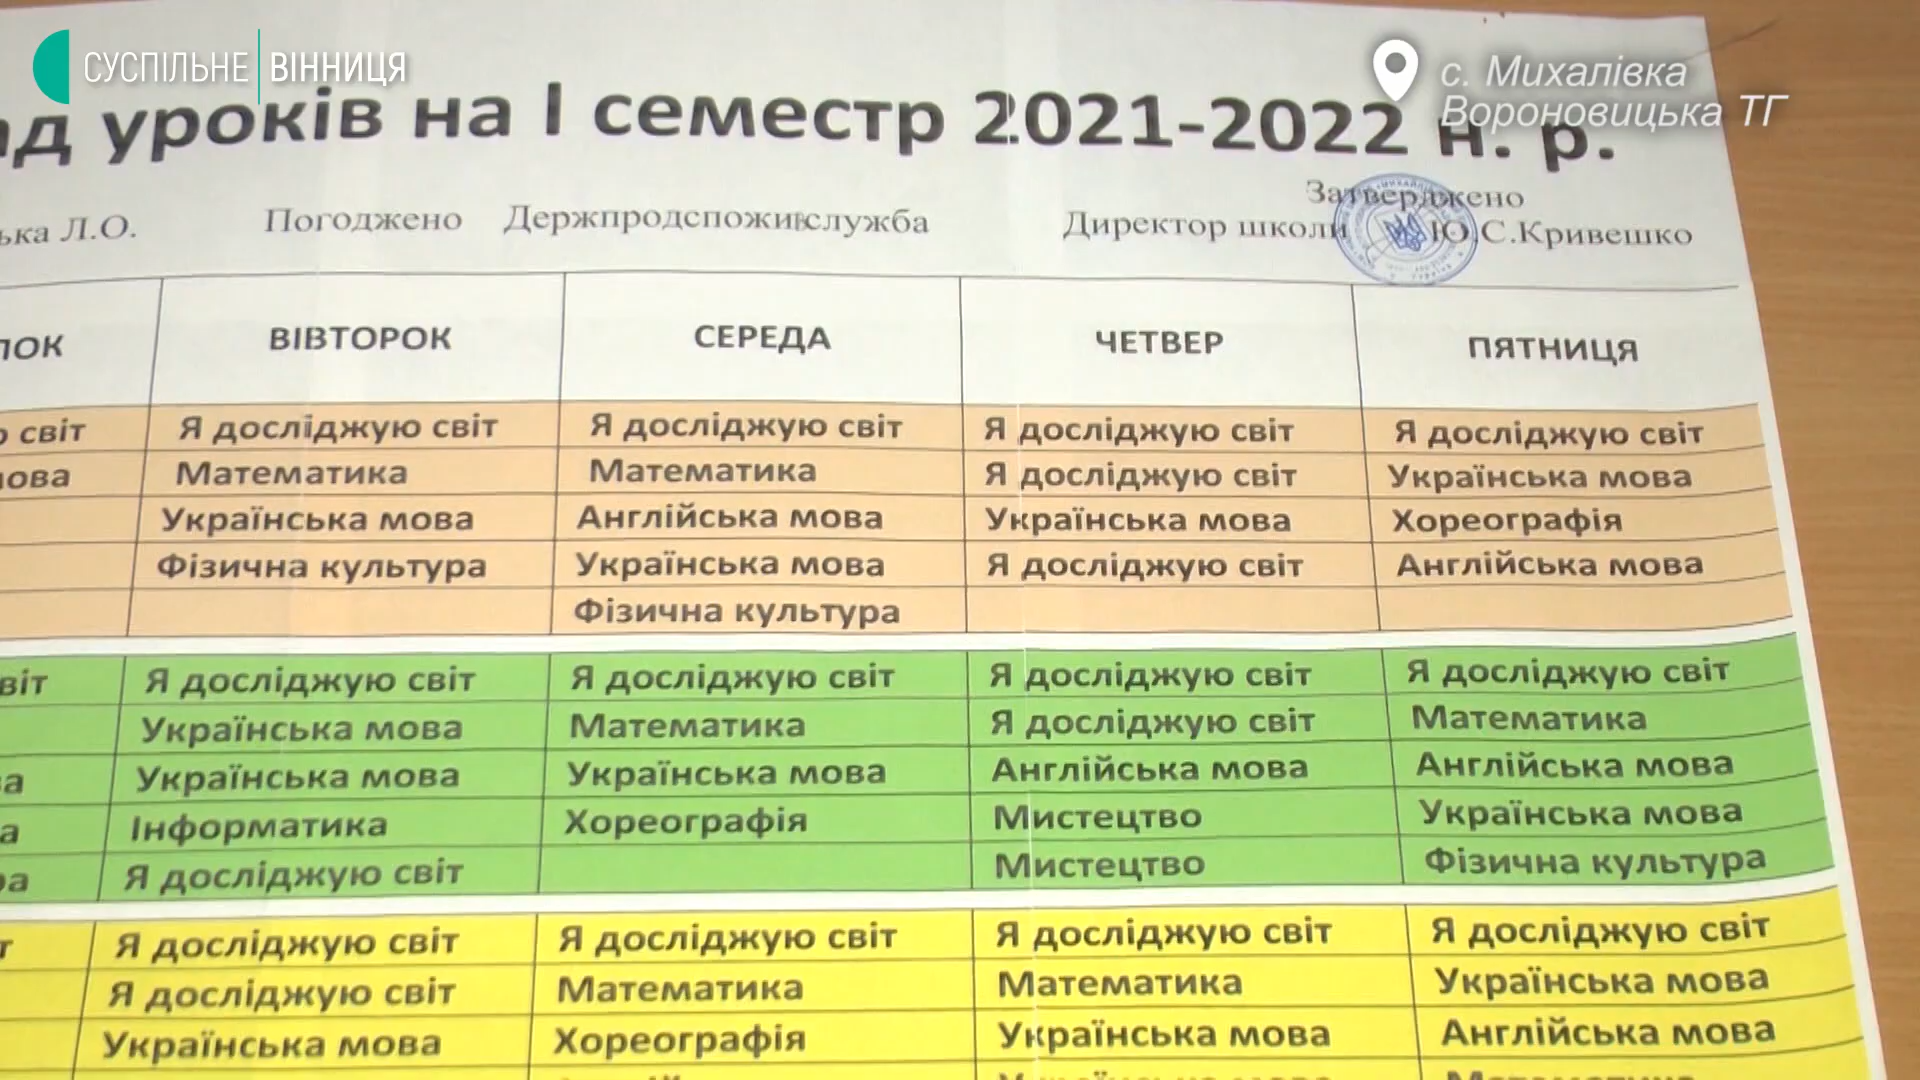 СУСПІЛЬНЕ ВІННИЦЯ
с. Михалівка
Вороновицька ТГ
уроків на І семестр 2021-2022 н. р.
Затверджено
Л.О. Погоджено Держпродспоживслужба Директор школи Ю.С.Кривешко
ВІВТОРОК СЕРЕДА ЧЕТВЕР ПЯТНИЦЯ
світ Я досліджую світ Я досліджую світ Я досліджую світ Я досліджую світ
Математика Математика Я досліджую світ Українська мова
Українська мова Англійська мова Українська мова Хореографія
Фізична культура Українська мова Я досліджую світ Англійська мова
Фізична культура
Я досліджую світ Я досліджую світ Я досліджую світ Я досліджую світ
Українська мова Математика Я досліджую світ Математика
Українська мова Українська мова Англійська мова Англійська мова
Інформатика Хореографія Мистецтво Українська мова
Я досліджую світ Мистецтво Фізична культура
Я досліджую світ Я досліджую світ Я досліджую світ Я досліджую світ
Я досліджую світ Математика Математика Українська мова
Українська мова Хореографія Українська мова Англійська мова